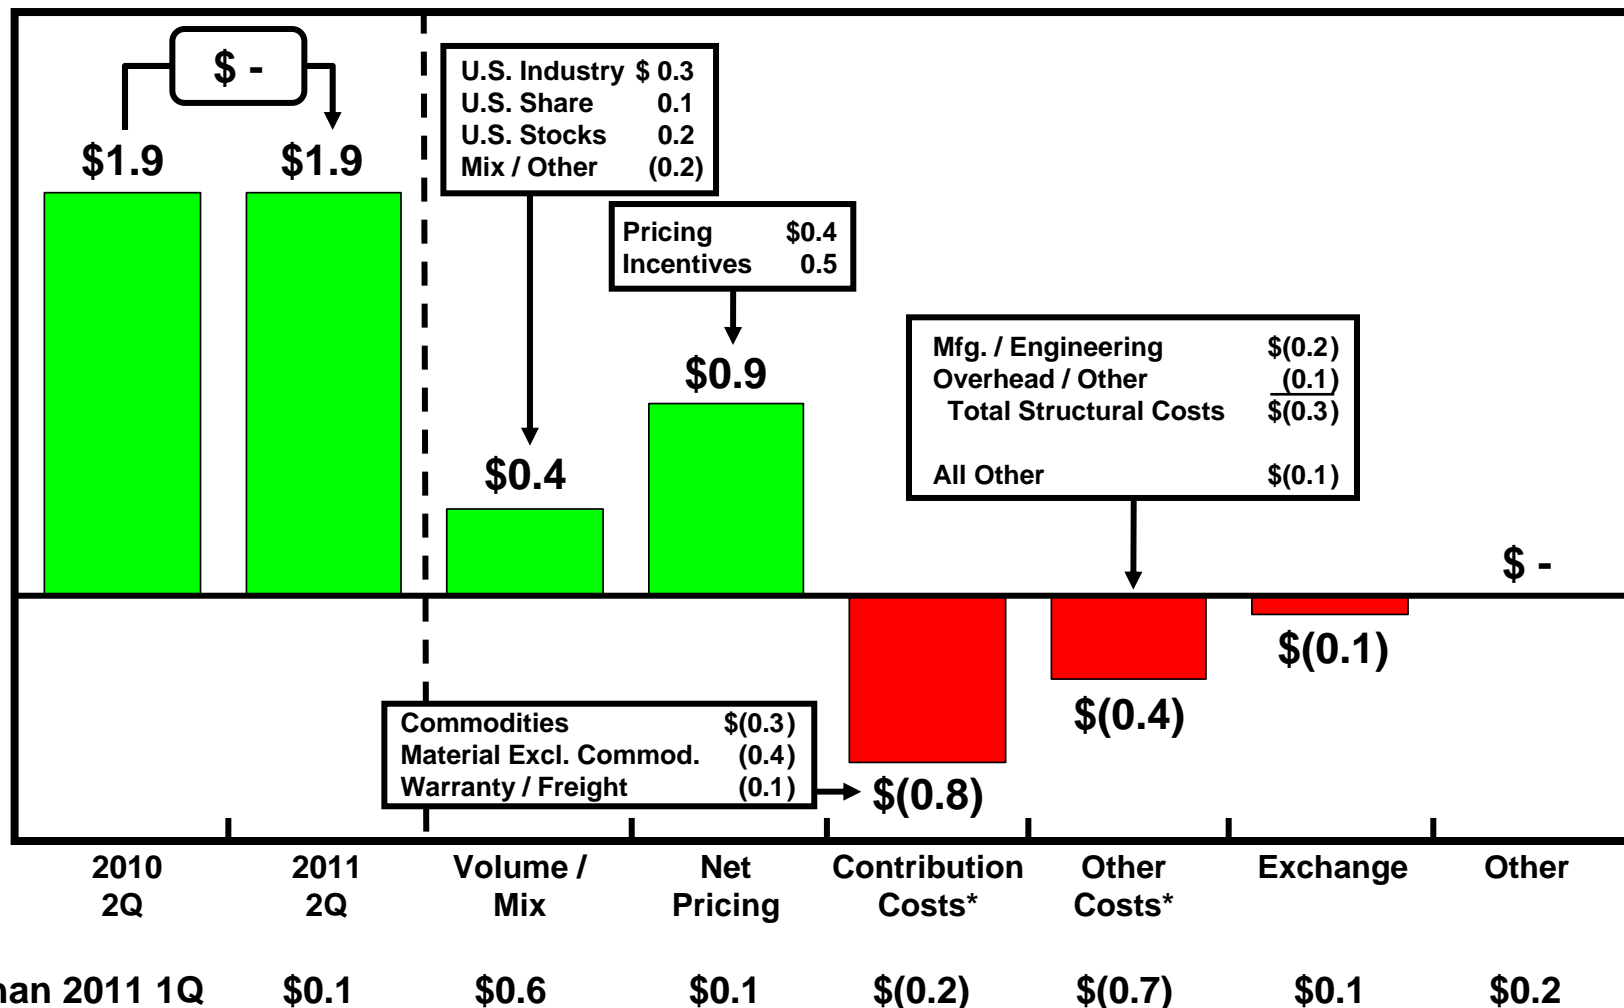 $ -
$1.9
$1.9
U.S. Industry $ 0.3
U.S. Share 0.1
U.S. Stocks 0.2
Mix / Other (0.2)
Pricing $0.4
Incentives 0.5
$0.4
$0.9
Mfg. / Engineering $(0.2)
Overhead / Other (0.1)
Total Structural Costs $(0.3)
All Other $(0.1)
$ -
$(0.1)
$(0.4)
Commodities $(0.3)
Material Excl. Commod. (0.4)
Warranty / Freight (0.1)
$(0.8)
2010 2011 Volume / Net Contribution Other Exchange Other
2Q 2Q Mix Pricing Costs* Costs*
2011 1Q $0.1 $0.6 $0.1 $(0.2) $(0.7) $0.1 $0.2